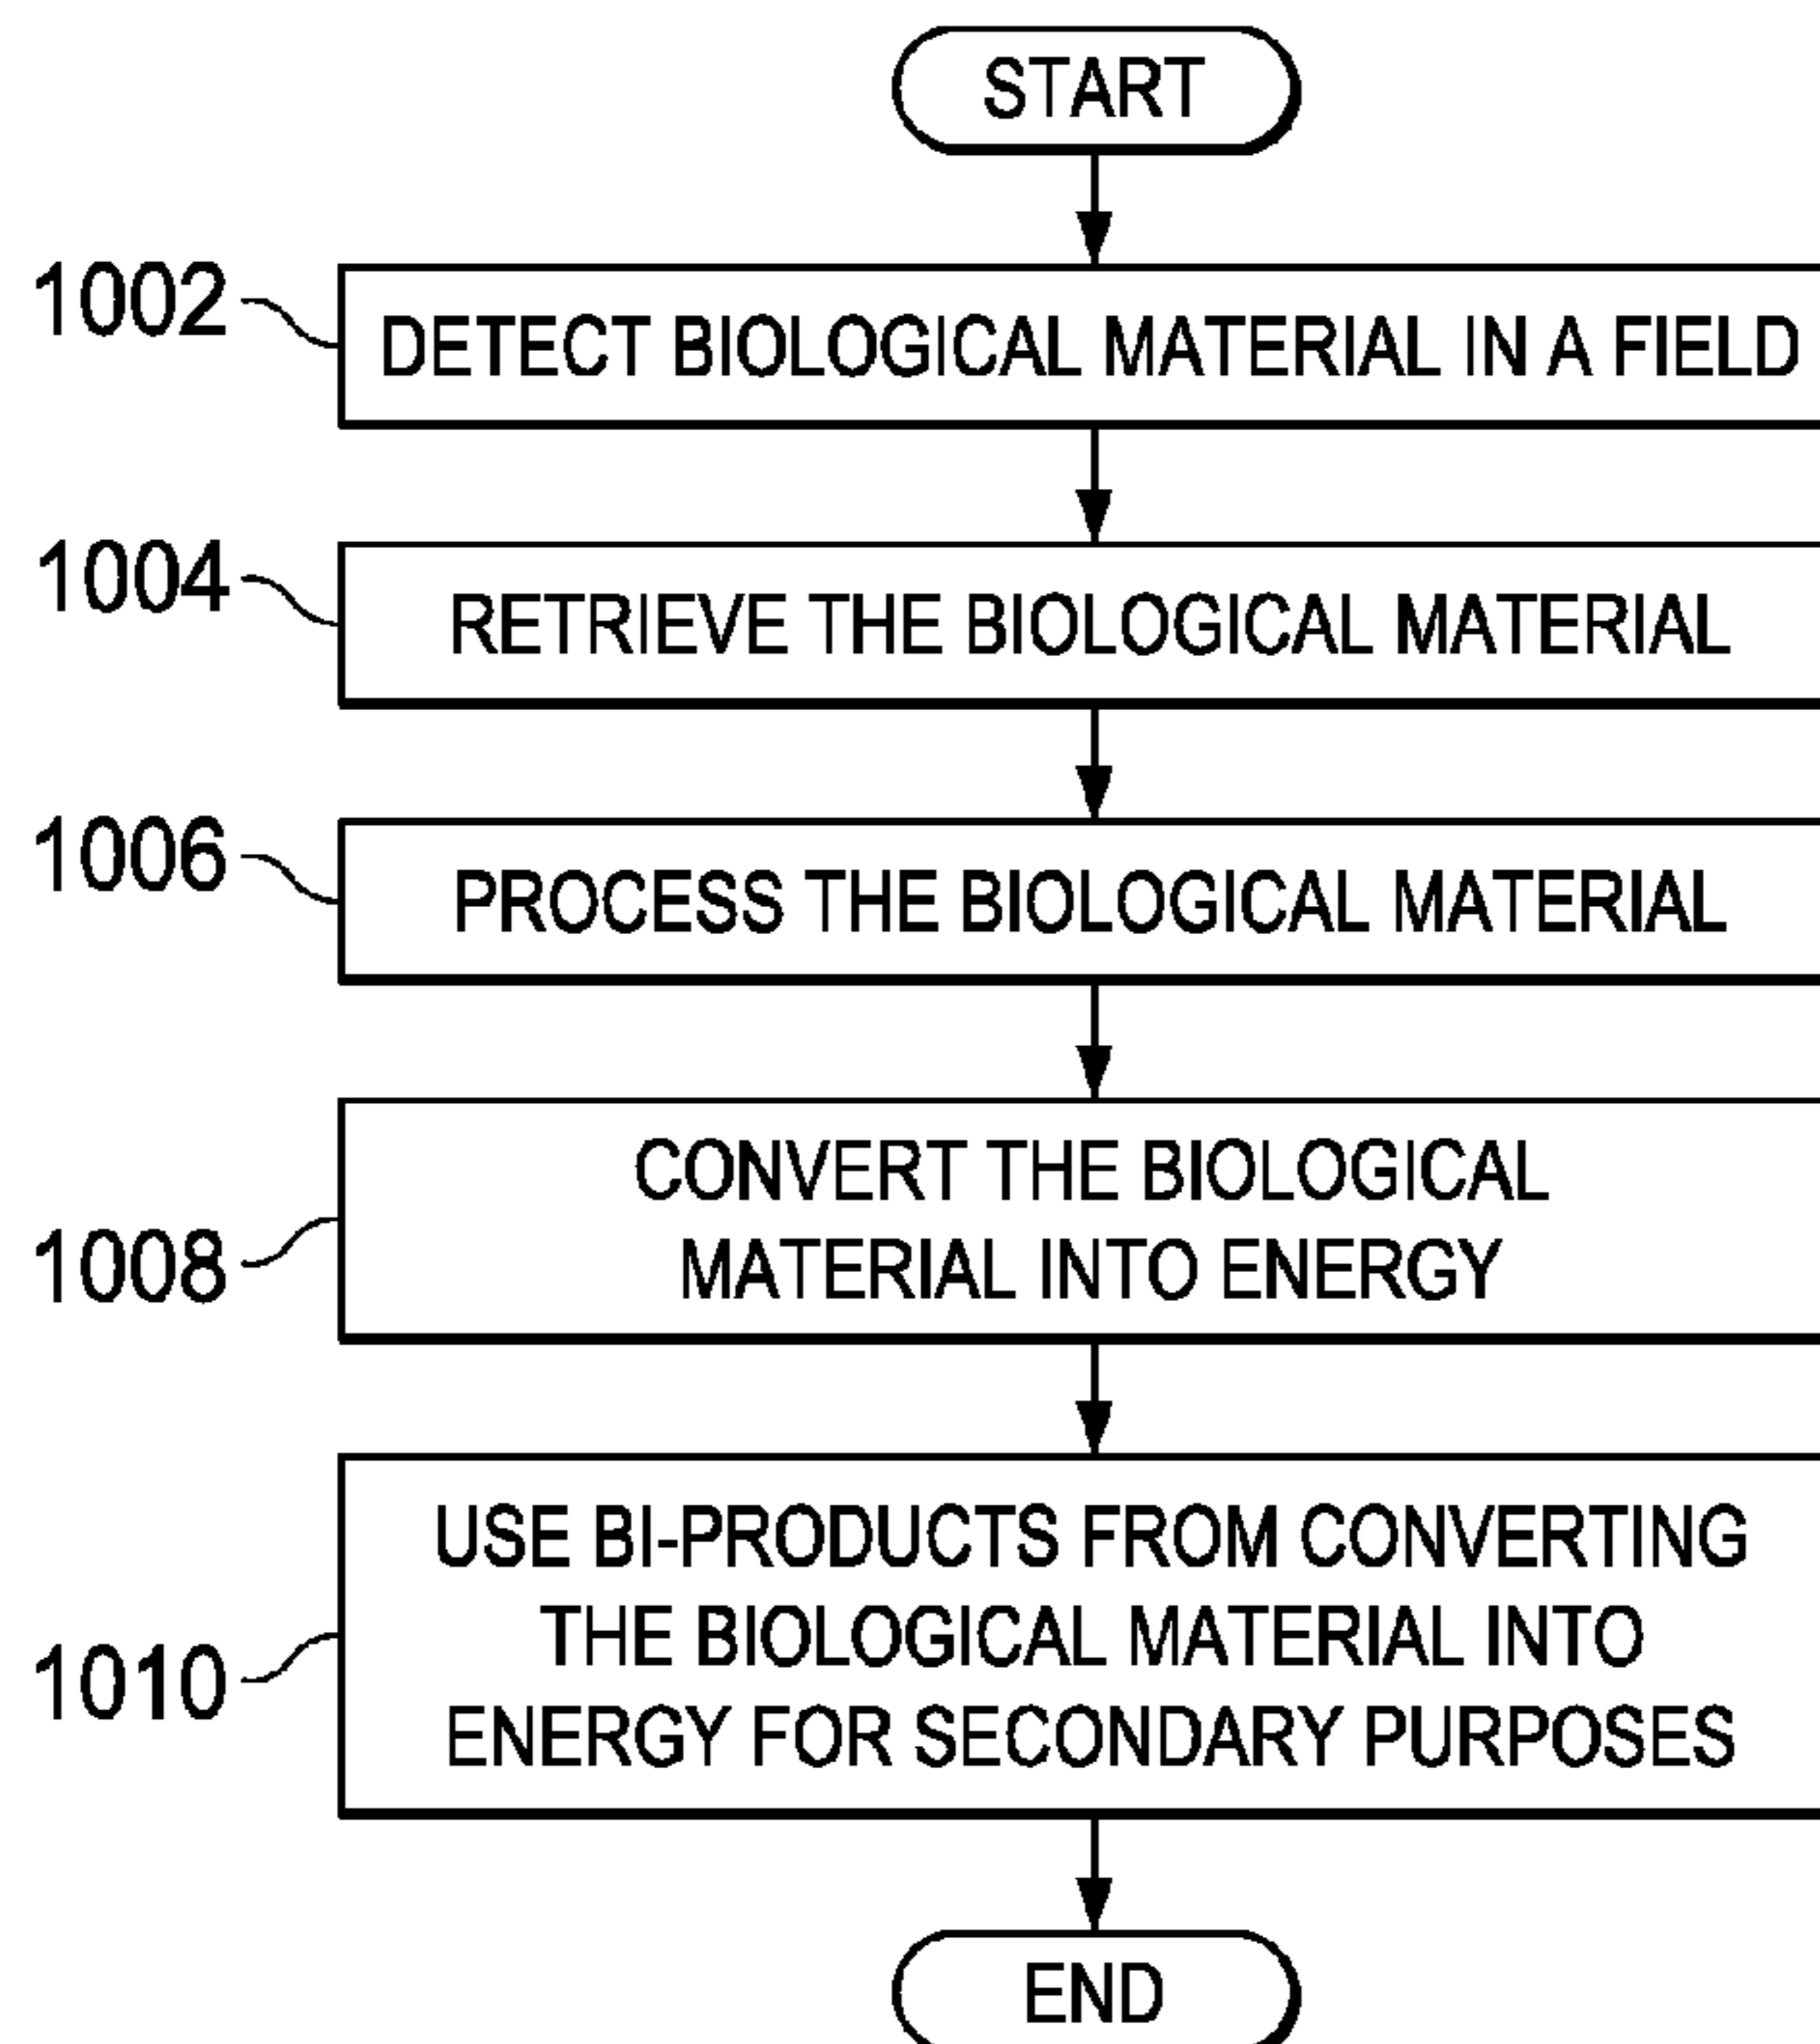 START
1002
DETECT BIOLOGICAL MATERIAL IN A FIELD
1004
RETRIEVE THE BIOLOGICAL MATERIAL
1006
PROCESS THE BIOLOGICAL MATERIAL
1008
CONVERT THE BIOLOGICAL
MATERIAL INTO ENERGY
1010
USE BI-PRODUCTS FROM CONVERTING
THE BIOLOGICAL MATERIAL INTO
ENERGY FOR SECONDARY PURPOSES
END